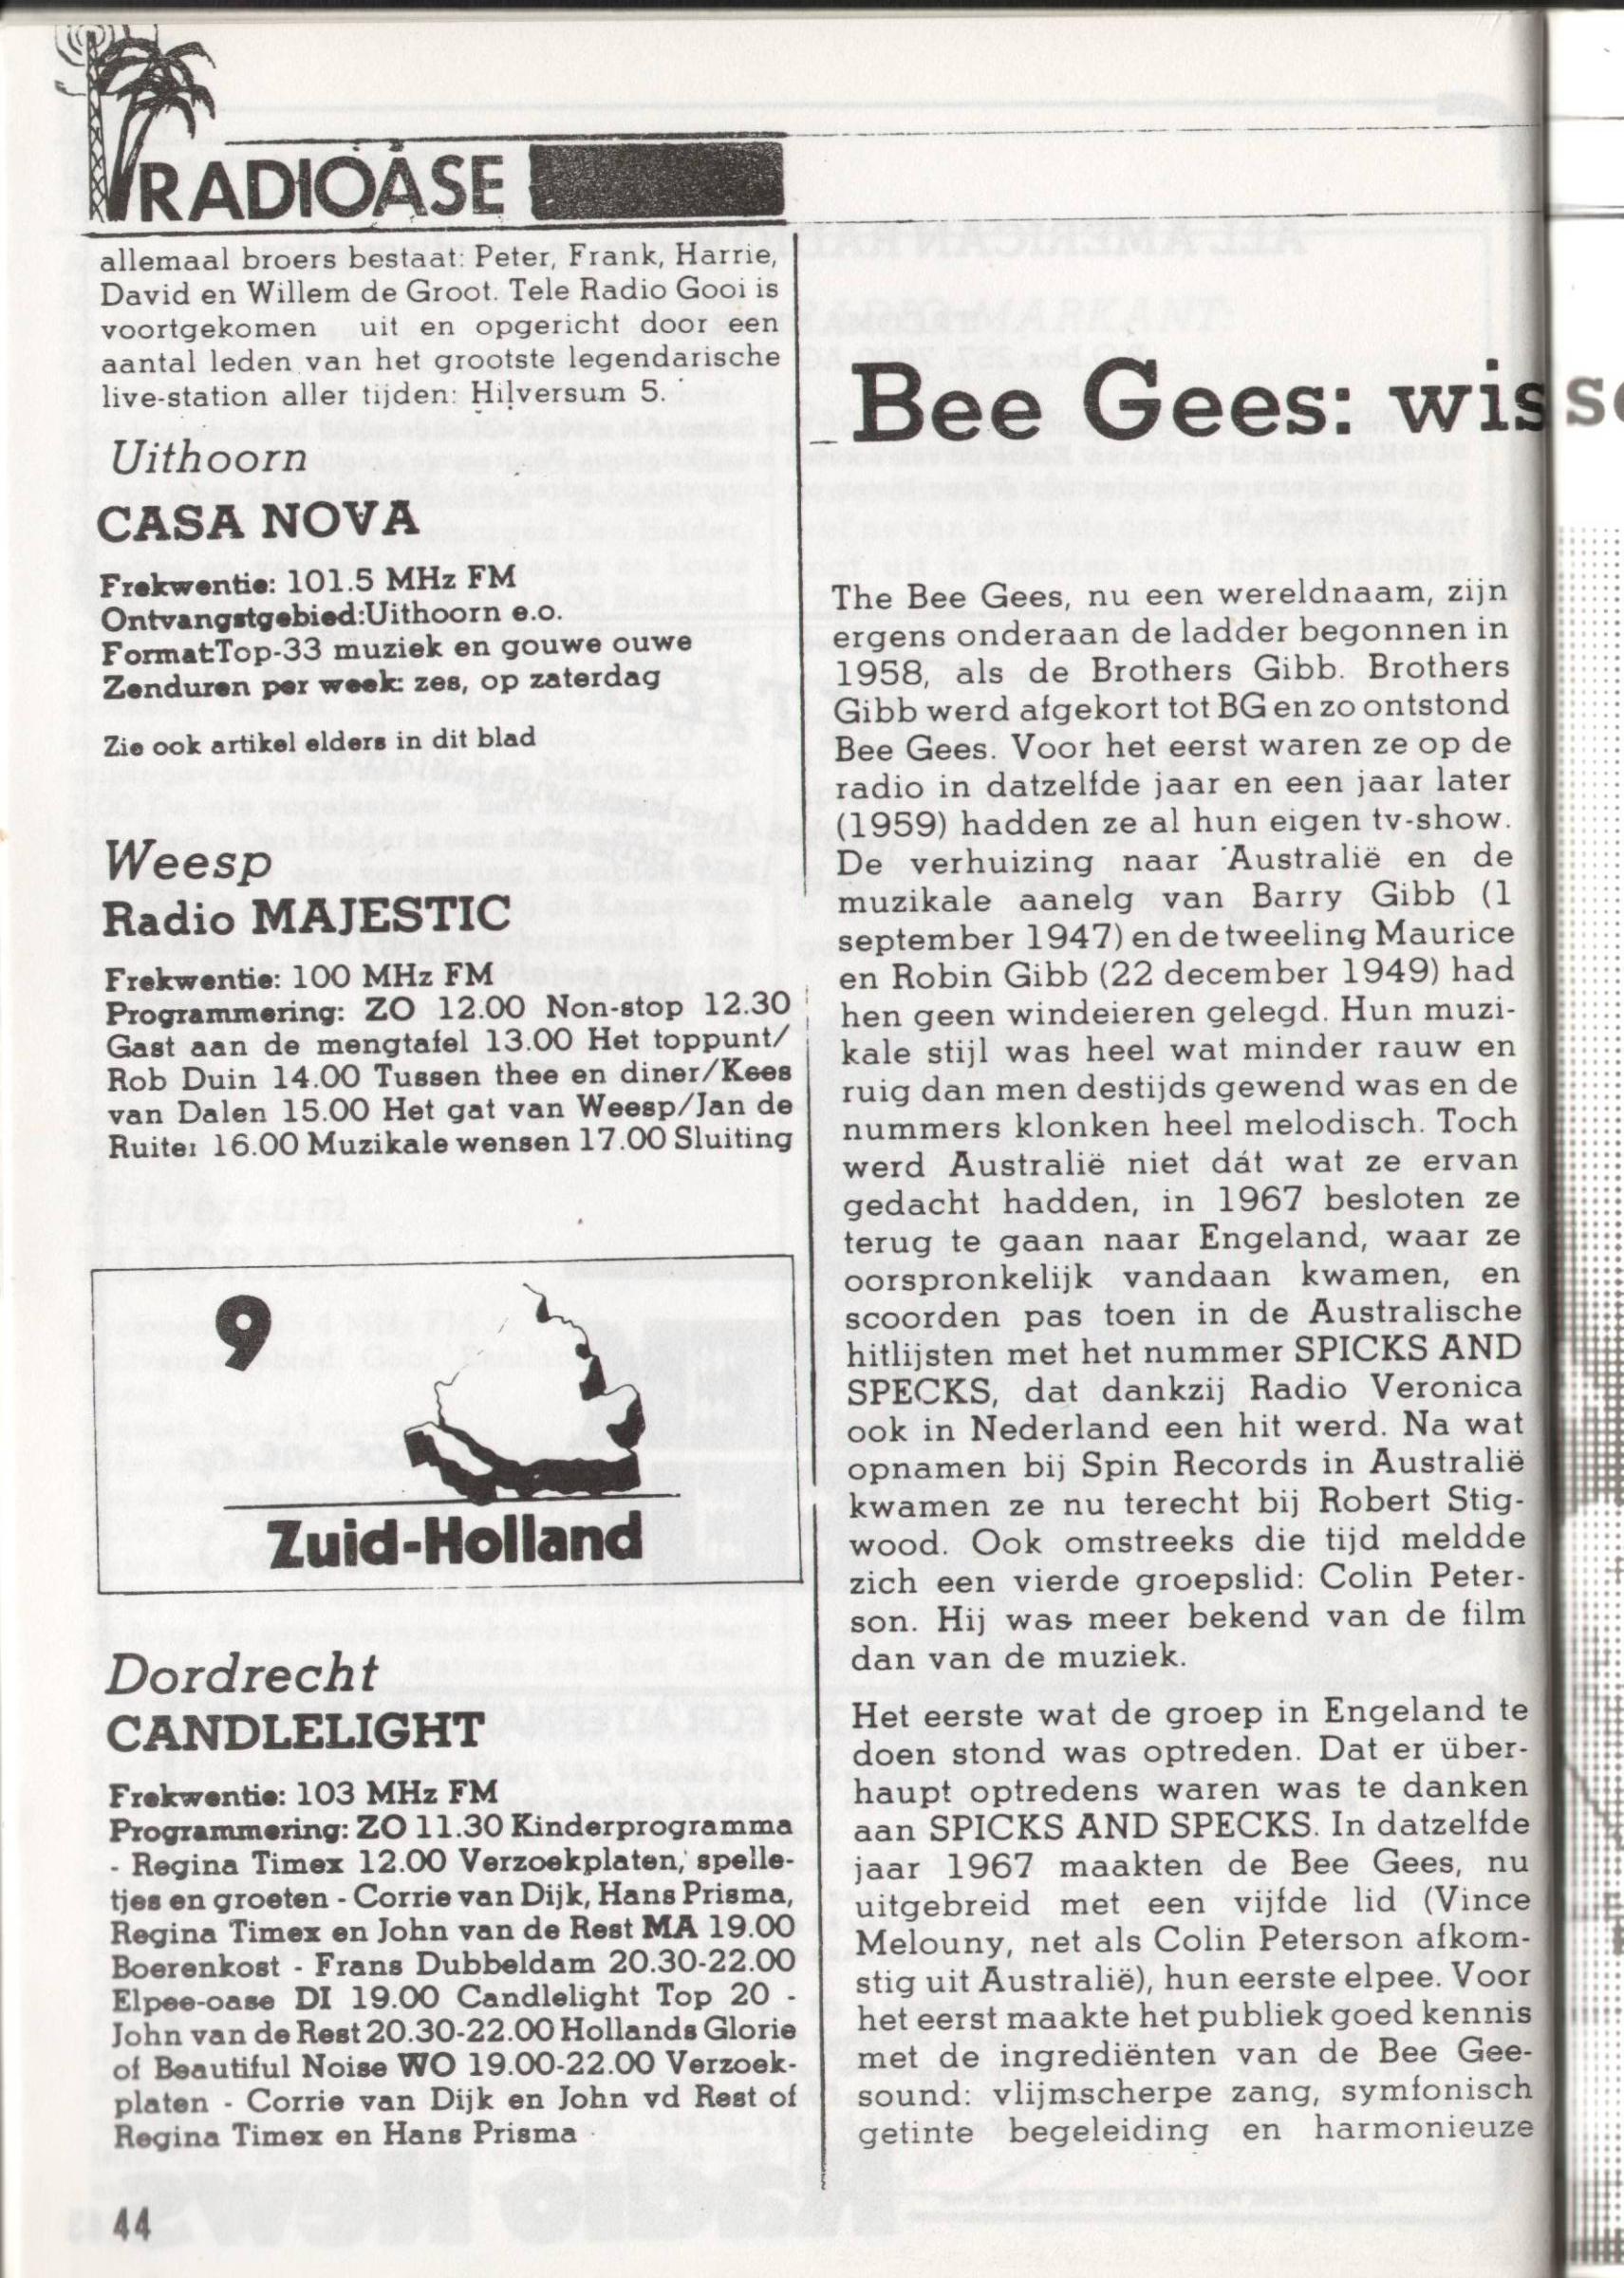 RADIOASE
allemaal broers bestaat: Peter, Frank, Harrie,
David en Willem de Groot. Tele Radio Gooi is
voortgekomen uit en opgericht door een
aantal leden van het grootste legendarische
live-station aller tijden: Hilversum 5.
Uithoorn
CASA NOVA
Frekwentie: 101.5 MHz FM
Ontvangstgebied:Uithoorn e.o.
Format:Top-33 muziek en gouwe ouwe
Zenduren per week: zes, op zaterdag
Zie ook artikel elders in dit blad
Weesp
Radio MAJESTIC
Frekwentie: 100 MHz FM
Programmering: ZO 12.00 Non-stop 12.30
Gast aan de mengtafel 13.00 Het toppunt/
Rob Duin 14.00 Tussen thee en diner/Kees
van Dalen 15.00 Het gat van Weesp/Jan de
Ruiter 16.00 Muzikale wensen 17.00 Sluiting
9
Zuid-Holland
Dordrecht
CANDLELIGHT
Frekwentie: 103 MHz FM
Programmering: ZO 11.30 Kinderprogramma
- Regina Timex 12.00 Verzoekplaten, spelle-
tjes en groeten - Corrie van Dijk, Hans Prisma,
Regina Timex en John van de Rest MA 19.00
Boerenkost - Frans Dubbeldam 20.30-22.00
Elpee-oase DI 19.00 Candlelight Top 20 -
John van de Rest 20.30-22.00 Hollands Glorie
of Beautiful Noise WO 19.00-22.00 Verzoek-
platen - Corrie van Dijk en John vd Rest of
Regina Timex en Hans Prisma
44
Bee Gees: wis
The Bee Gees, nu een wereldnaam, zijn
ergens onderaan de ladder begonnen in
1958, als de Brothers Gibb. Brothers
Gibb werd afgekort tot BG en zo ontstond
Bee Gees. Voor het eerst waren ze op de
radio in datzelfde jaar en een jaar later
(1959) hadden ze al hun eigen tv-show.
De verhuizing naar Australië en de
muzikale aanelg van Barry Gibb (1
september 1947) en de tweeling Maurice
en Robin Gibb (22 december 1949) had
hen geen windeieren gelegd. Hun muzi-
kale stijl was heel wat minder rauw en
ruig dan men destijds gewend was en de
nummers klonken heel melodisch. Toch
werd Australië niet dát wat ze ervan
gedacht hadden, in 1967 besloten ze
terug te gaan naar Engeland, waar ze
oorspronkelijk vandaan kwamen, en
scoorden pas toen in de Australische
hitlijsten met het nummer SPICKS AND
SPECKS, dat dankzij Radio Veronica
ook in Nederland een hit werd. Na wat
opnamen bij Spin Records in Australië
kwamen ze nu terecht bij Robert Stig-
wood. Ook omstreeks die tijd meldde
zich een vierde groepslid: Colin Peter-
son. Hij was meer bekend van de film
dan van de muziek.
Het eerste wat de groep in Engeland te
doen stond was optreden. Dat er über-
haupt optredens waren was te danken
aan SPICKS AND SPECKS. In datzelfde
jaar 1967 maakten de Bee Gees, nu
uitgebreid met een vijfde lid (Vince
Melouny, net als Colin Peterson afkom-
stig uit Australië), hun eerste elpee. Voor
het eerst maakte het publiek goed kennis
met de ingrediënten van de Bee Gee-
sound: vlijmscherpe zang, symfonisch
getinte begeleiding en harmonieuze